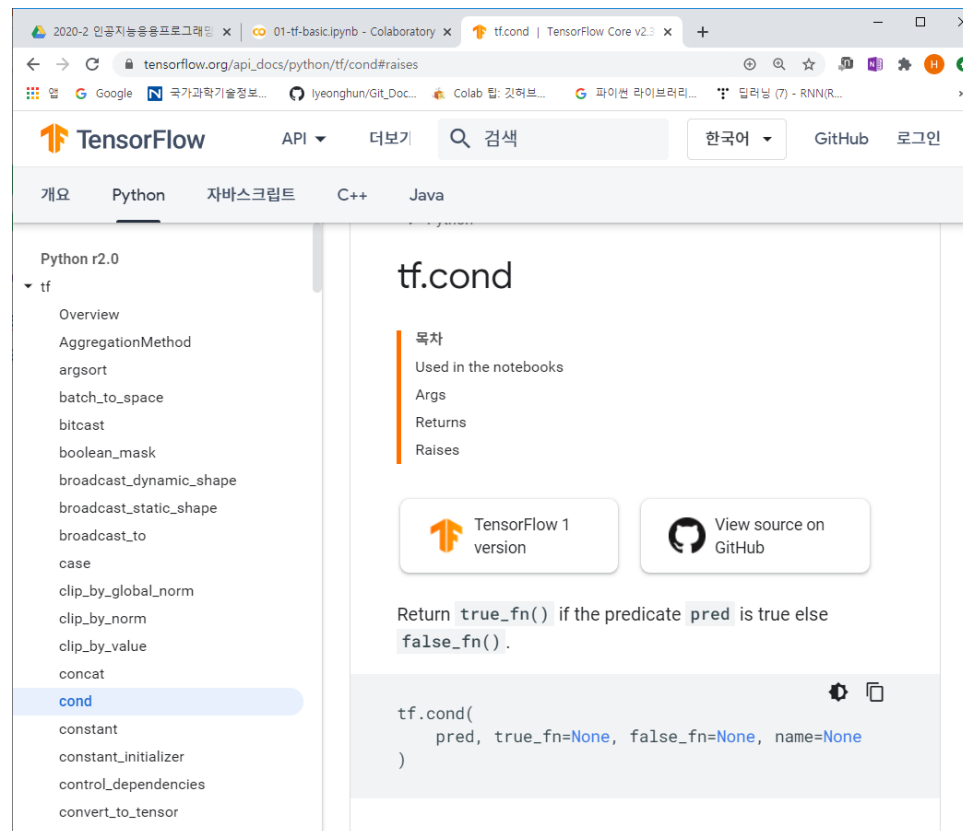 2020-2 인공지능응용프로그래밍
01-tf-basic.ipynb - Colaboratory
tf.cond | TensorFlow Core v2.3
tensorflow.org/api_docs/python/tf/cond#raises
앱
Google
국가과학기술정보...
lyeonghun/Git_Doc...
Colab 탑: 깃허브...
파이썬 라이브러리...
딥러닝 (7) - RNN(R...
TensorFlow
API
더보기
검색
한국어
GitHub
로그인
개요
Python
자바스크립트
C++
Java
Python r2.0
tf
Overview
AggregationMethod
argsort
batch_to_space
bitcast
boolean_mask
broadcast_dynamic_shape
broadcast_static_shape
broadcast_to
case
clip_by_global_norm
clip_by_norm
clip_by_value
concat
cond
constant
constant_initializer
control_dependencies
convert_to_tensor
tf.cond
목차
Used in the notebooks
Args
Returns
Raises
TensorFlow 1
version
View source on
GitHub
Return true_fn() if the predicate pred is true else
false_fn().
tf.cond(
pred, true_fn=None, false_fn=None, name=None
)